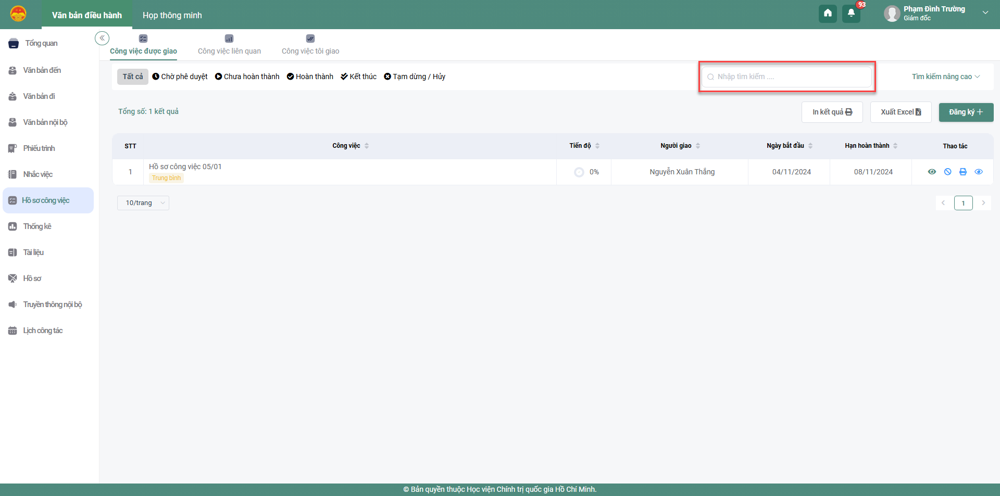 Văn bản điều hành
Họp thông minh
93
Phạm Đình Trường
Giám đốc
Tổng quan
Văn bản đến
Văn bản đi
Văn bản nội bộ
Phiếu trình
Nhắc việc
Hồ sơ công việc
Thống kê
Tài liệu
Hồ sơ
Truyền thông nội bộ
Lịch công tác
Công việc được giao
Công việc liên quan
Công việc tôi giao
Tất cả
Chờ phê duyệt
Chưa hoàn thành
Hoàn thành
Kết thúc
Tạm dừng / Hủy
Nhập tìm kiếm ....
Tìm kiếm nâng cao
Tổng số: 1 kết quả
In kết quả
Xuất Excel
Đăng ký
STT
Công việc
Tiến độ
Người giao
Ngày bắt đầu
Hạn hoàn thành
Thao tác
1
Hồ sơ công việc 05/01
Trung bình
0%
Nguyễn Xuân Thắng
04/11/2024
08/11/2024
10/trang
1
© Bản quyền thuộc Học viện Chính trị quốc gia Hồ Chí Minh.